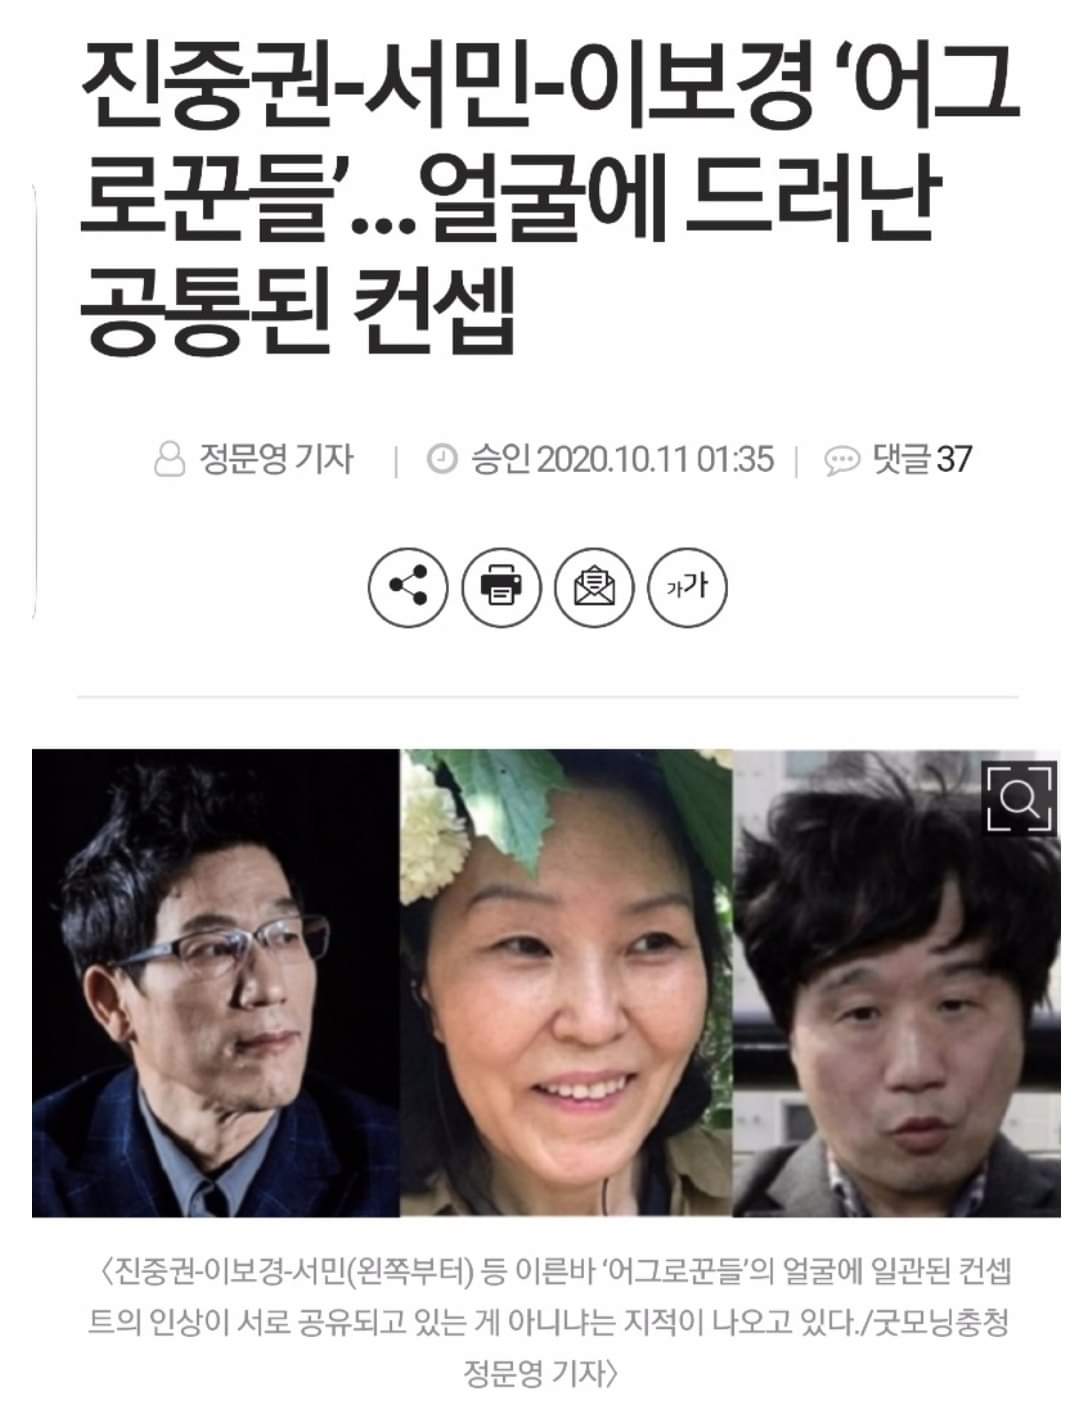 진중권-서민-이보경 ‘어그
로꾼들’...얼굴에 드러난
공통된 컨셉
정문영 기자 | 승인 2020.10.11 01:35 | 댓글 37
가가
〈진중권-이보경-서민(왼쪽부터) 등 이른바 ‘어그로꾼들’의 얼굴에 일관된 컨셉
트의 인상이 서로 공유되고 있는 게 아니냐는 지적이 나오고 있다./굿모닝충청
정문영 기자〉